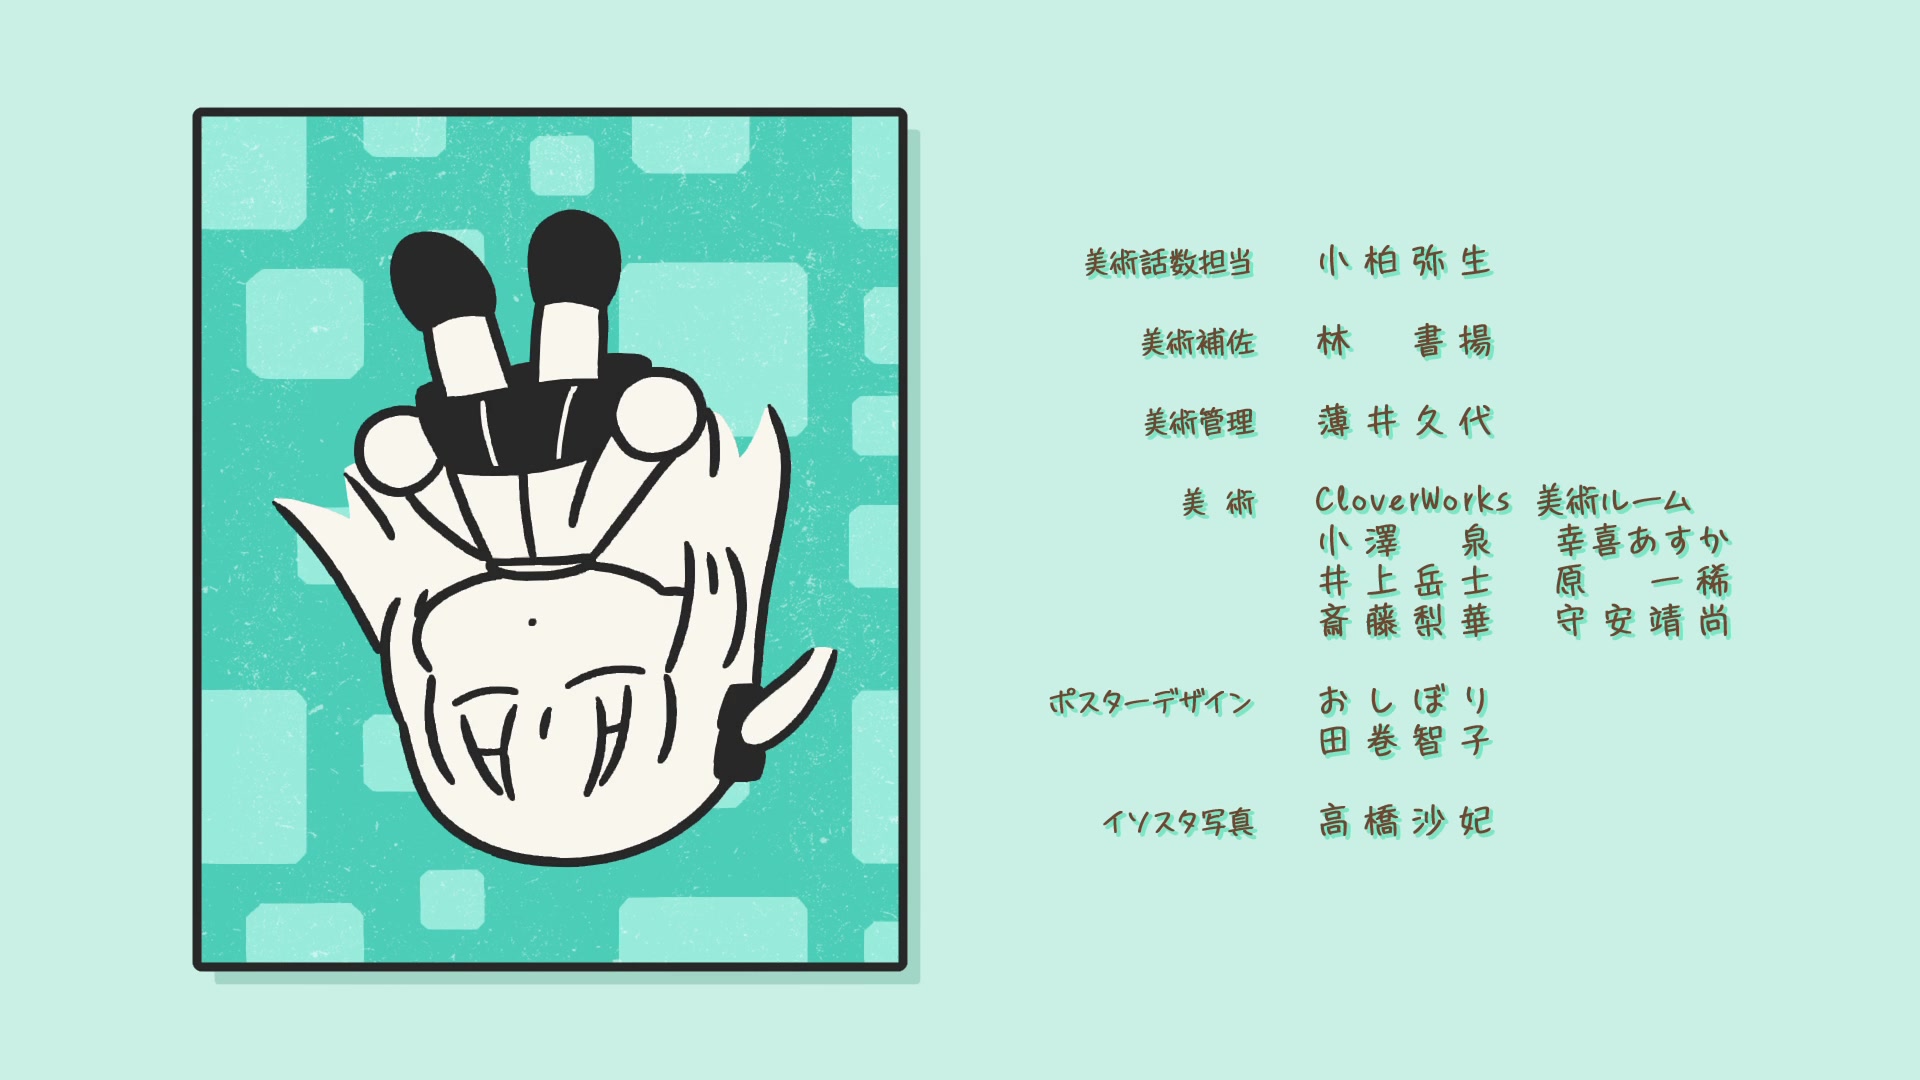 美術話数担当 小柏弥生
美術補佐 林 書揚
美術管理 薄井久代
美術 CloverWorks 美術ルーム
小澤 泉 幸喜あすか
井上岳士 原 一稀
斎藤梨華 守安靖尚
ポスターデザイン おしぼり
田巻智子
イソスタ写真 高橋沙妃